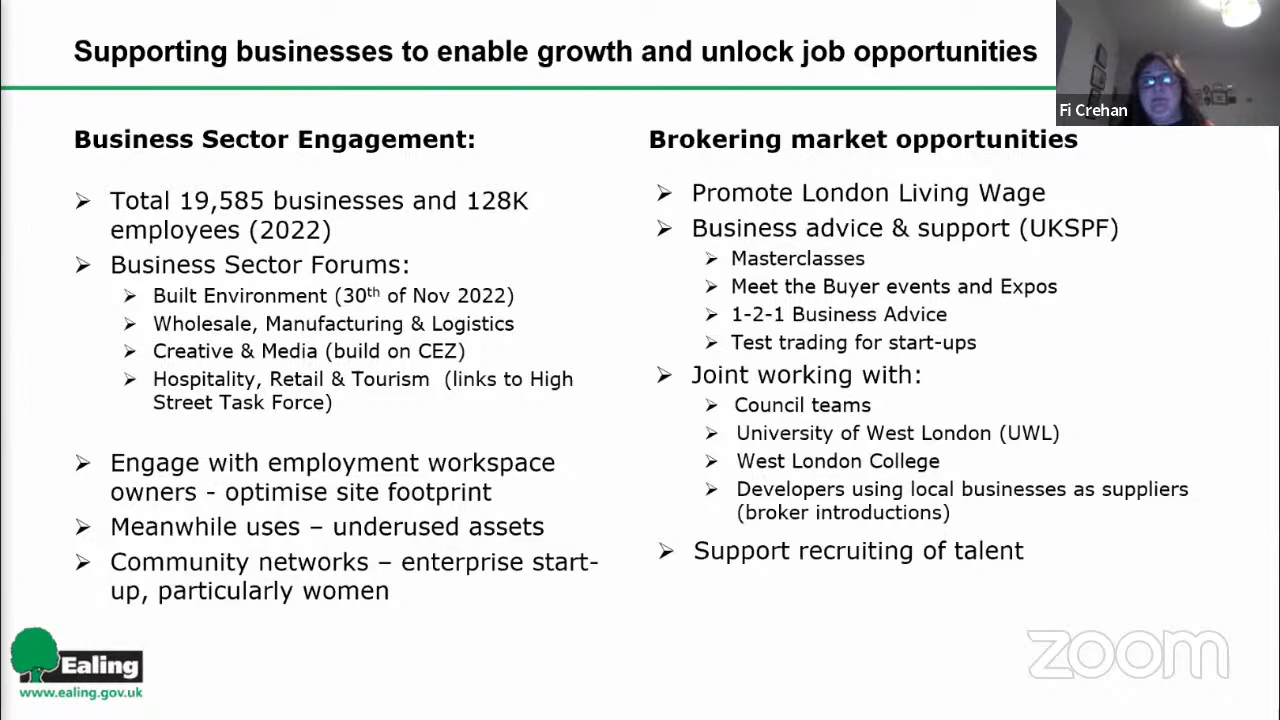 Supporting businesses to enable growth and unlock job opportunities
Fi Crehan
Business Sector Engagement:
➢ Total 19,585 businesses and 128K
employees (2022)
➢ Business Sector Forums:
➢ Built Environment (30th of Nov 2022)
➢ Wholesale, Manufacturing & Logistics
➢ Creative & Media (build on CEZ)
➢ Hospitality, Retail & Tourism (links to High
Street Task Force)
➢ Engage with employment workspace
owners - optimise site footprint
➢ Meanwhile uses – underused assets
➢ Community networks – enterprise start-
up, particularly women
Brokering market opportunities
➢ Promote London Living Wage
➢ Business advice & support (UKSPF)
➢ Masterclasses
➢ Meet the Buyer events and Expos
➢ 1-2-1 Business Advice
➢ Test trading for start-ups
➢ Joint working with:
➢ Council teams
➢ University of West London (UWL)
➢ West London College
➢ Developers using local businesses as suppliers
(broker introductions)
➢ Support recruiting of talent
Ealing
www.ealing.gov.uk
zoom